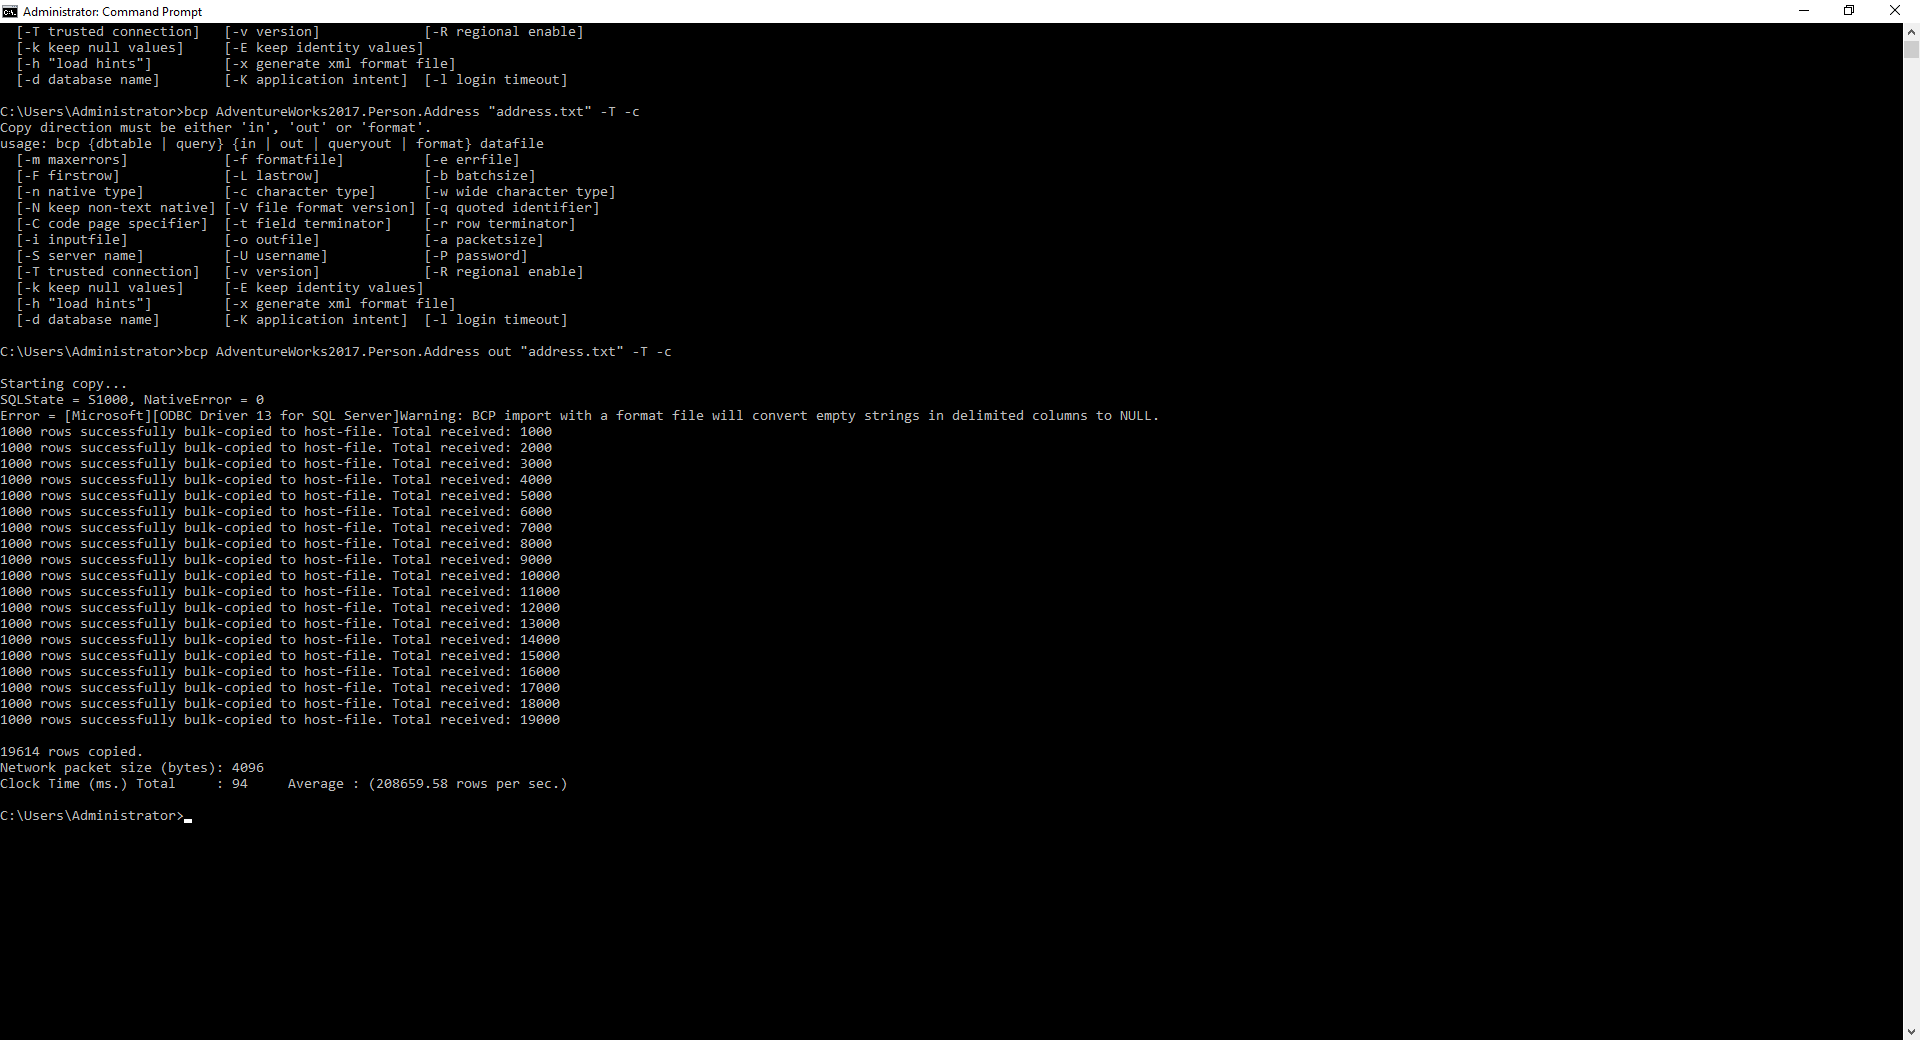 Administrator: Command Prompt
  [-T trusted connection]   [-v version]             [-R regional enable]
  [-k keep null values]     [-E keep identity values]
  [-h "load hints"]         [-x generate xml format file]
  [-d database name]        [-K application intent]  [-l login timeout]

C:\Users\Administrator>bcp AdventureWorks2017.Person.Address "address.txt" -T -c
Copy direction must be either 'in', 'out' or 'format'.
usage: bcp {dbtable | query} {in | out | queryout | format} datafile
  [-m maxerrors]            [-f formatfile]          [-e errfile]
  [-F firstrow]             [-L lastrow]             [-b batchsize]
  [-n native type]          [-c character type]      [-w wide character type]
  [-N keep non-text native] [-V file format version] [-q quoted identifier]
  [-C code page specifier]  [-t field terminator]    [-r row terminator]
  [-i inputfile]            [-o outfile]             [-a packetsize]
  [-S server name]          [-U username]            [-P password]
  [-T trusted connection]   [-v version]             [-R regional enable]
  [-k keep null values]     [-E keep identity values]
  [-h "load hints"]         [-x generate xml format file]
  [-d database name]        [-K application intent]  [-l login timeout]

C:\Users\Administrator>bcp AdventureWorks2017.Person.Address out "address.txt" -T -c

Starting copy...
SQLState = S1000, NativeError = 0
Error = [Microsoft][ODBC Driver 13 for SQL Server]Warning: BCP import with a format file will convert empty strings in delimited columns to NULL.
1000 rows successfully bulk-copied to host-file. Total received: 1000
1000 rows successfully bulk-copied to host-file. Total received: 2000
1000 rows successfully bulk-copied to host-file. Total received: 3000
1000 rows successfully bulk-copied to host-file. Total received: 4000
1000 rows successfully bulk-copied to host-file. Total received: 5000
1000 rows successfully bulk-copied to host-file. Total received: 6000
1000 rows successfully bulk-copied to host-file. Total received: 7000
1000 rows successfully bulk-copied to host-file. Total received: 8000
1000 rows successfully bulk-copied to host-file. Total received: 9000
1000 rows successfully bulk-copied to host-file. Total received: 10000
1000 rows successfully bulk-copied to host-file. Total received: 11000
1000 rows successfully bulk-copied to host-file. Total received: 12000
1000 rows successfully bulk-copied to host-file. Total received: 13000
1000 rows successfully bulk-copied to host-file. Total received: 14000
1000 rows successfully bulk-copied to host-file. Total received: 15000
1000 rows successfully bulk-copied to host-file. Total received: 16000
1000 rows successfully bulk-copied to host-file. Total received: 17000
1000 rows successfully bulk-copied to host-file. Total received: 18000
1000 rows successfully bulk-copied to host-file. Total received: 19000

19614 rows copied.
Network packet size (bytes): 4096
Clock Time (ms.) Total     : 94     Average : (208659.58 rows per sec.)

C:\Users\Administrator>